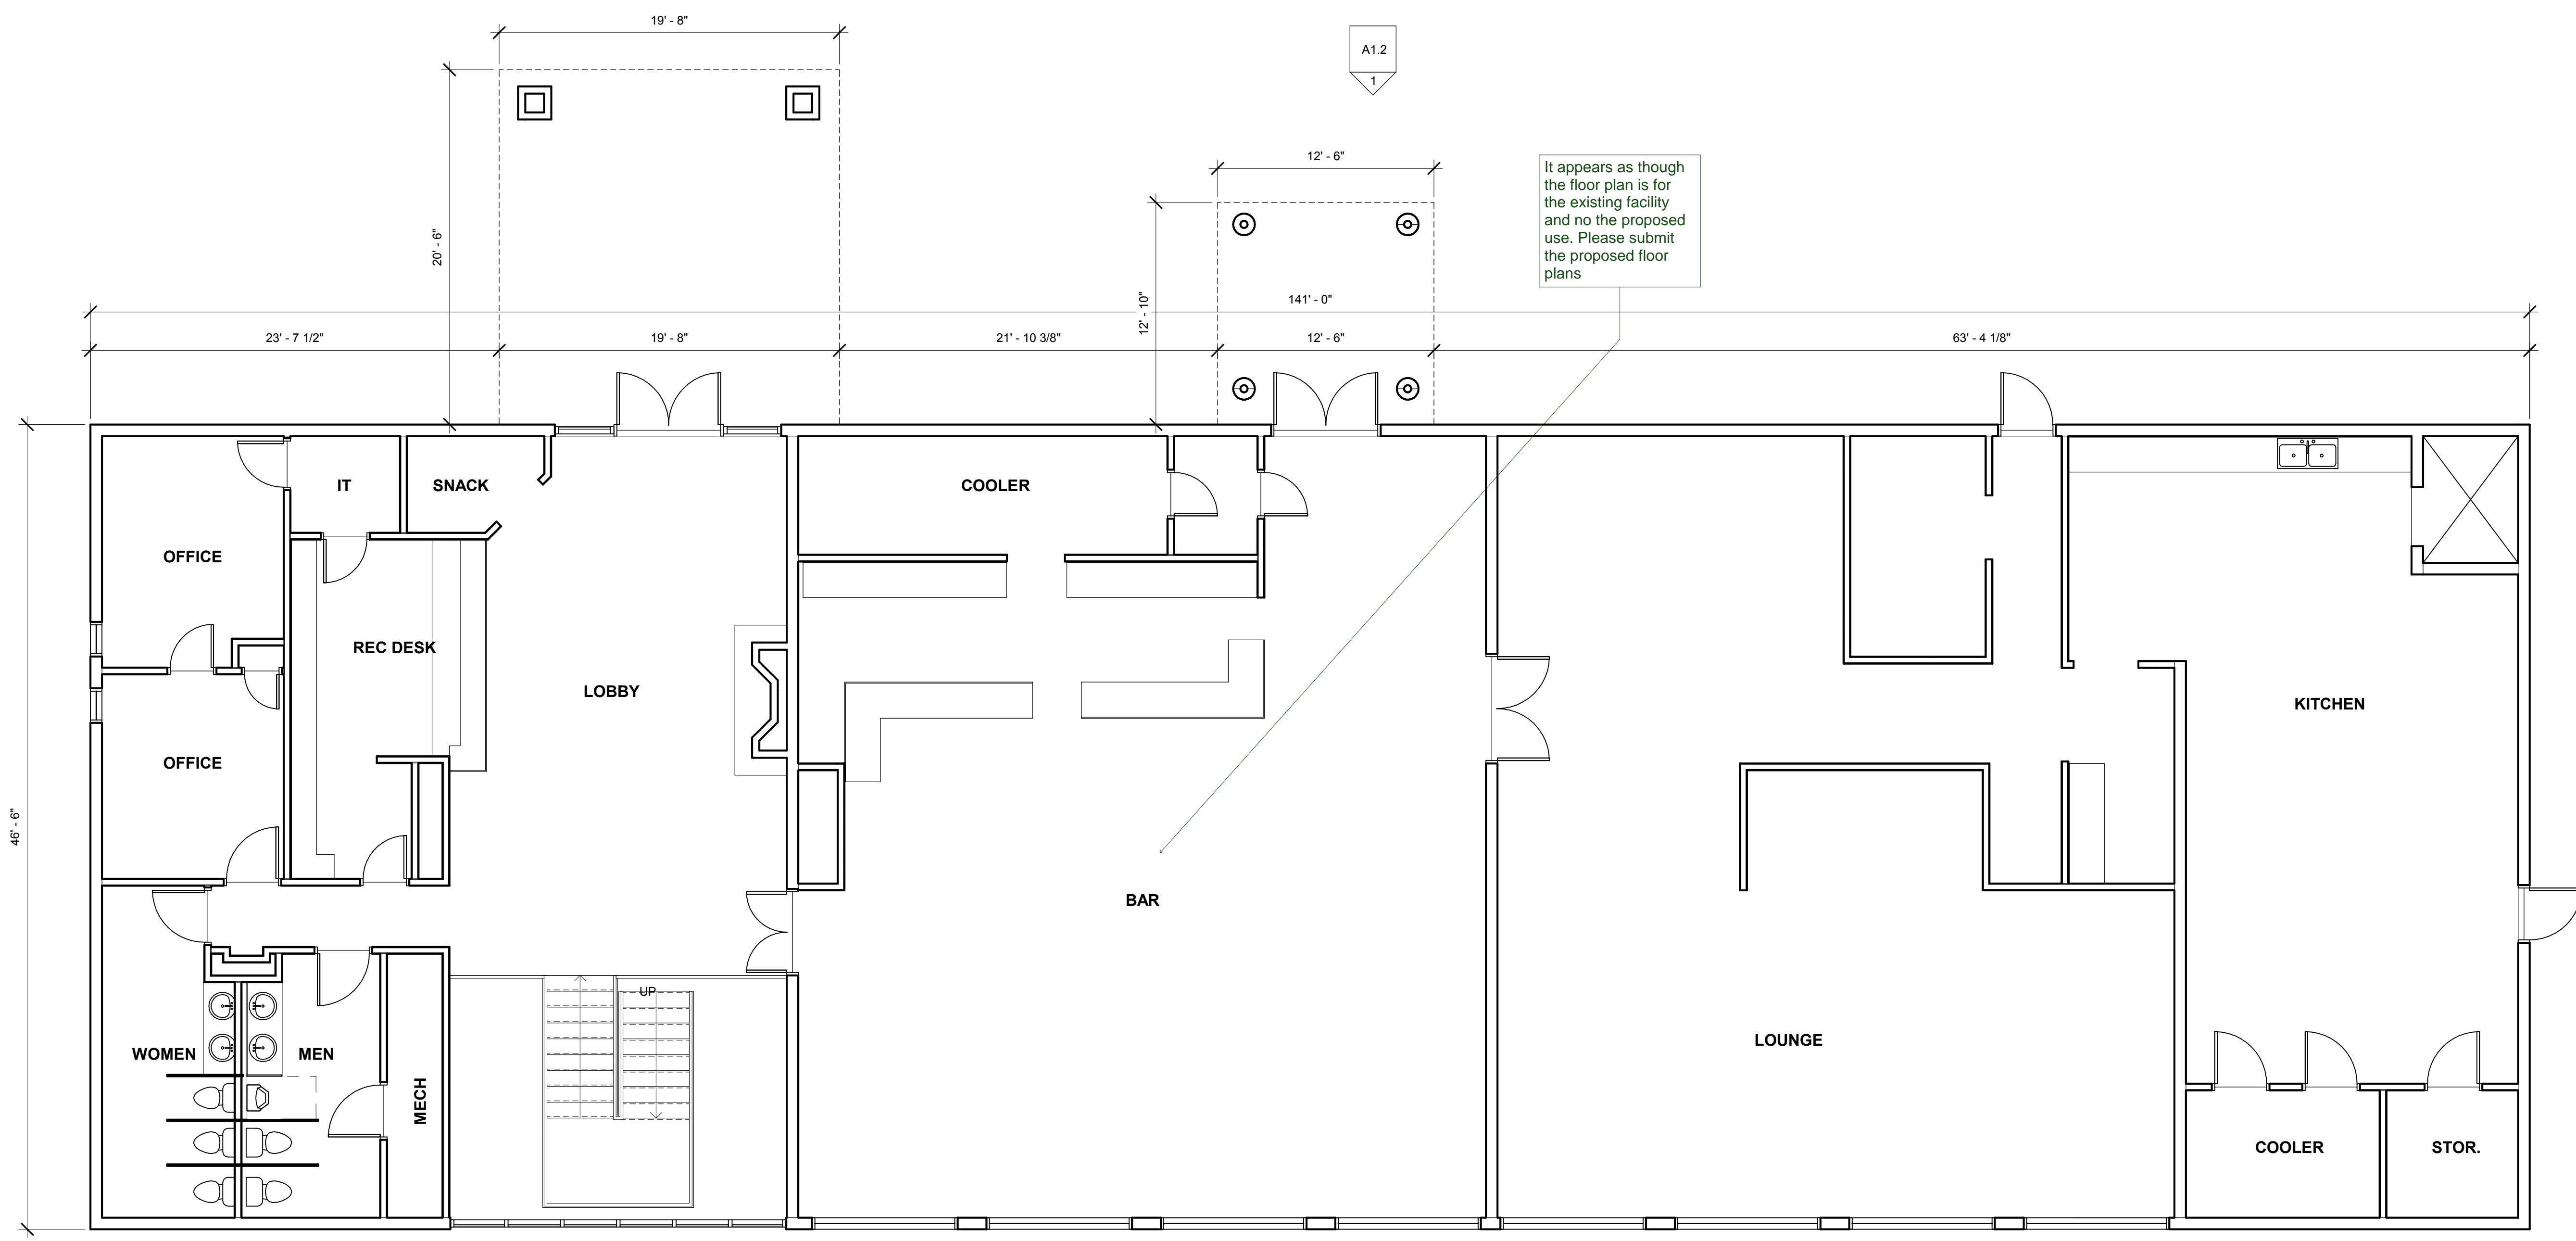 19' - 8"
A1.2
1
12' - 6"
It appears as though
the floor plan is for
the existing facility
and no the proposed
use. Please submit
the proposed floor
plans
20' - 6"
12' - 10"
141' - 0"
23' - 7 1/2"
19' - 8"
21' - 10 3/8"
12' - 6"
63' - 4 1/8"
46' - 6"
IT
SNACK
COOLER
OFFICE
REC DESK
LOBBY
KITCHEN
OFFICE
BAR
UP
LOUNGE
WOMEN
MEN
MECH
COOLER
STOR.